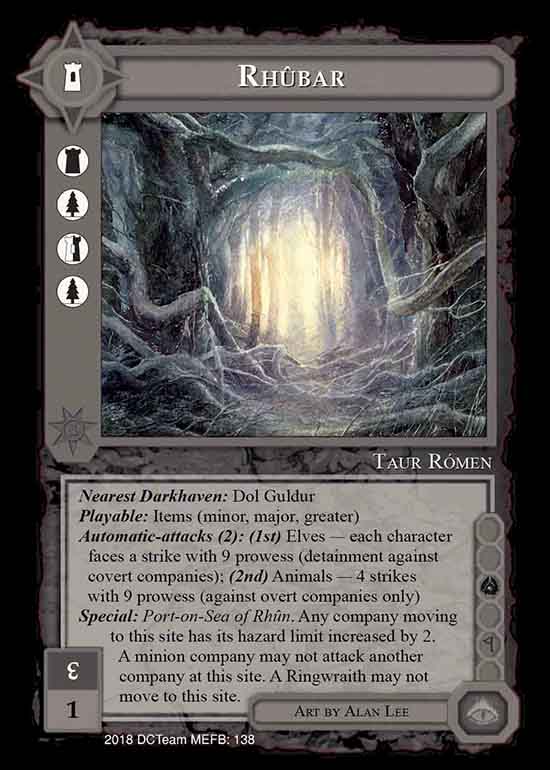 RHÛBAR
TAUR RÓMEN
Nearest Darkhaven: Dol Guldur
Playable: Items (minor, major, greater)
Automatic-attacks (2): (1st) Elves — each character
faces a strike with 9 prowess (detainment against
covert companies); (2nd) Animals — 4 strikes
with 9 prowess (against overt companies only)
Special: Port-on-Sea of Rhûn. Any company moving
to this site has its hazard limit increased by 2.
A minion company may not attack another
company at this site. A Ringwraith may not
move to this site.
ε
1
ART BY ALAN LEE
2018 DCTeam MEFB: 138